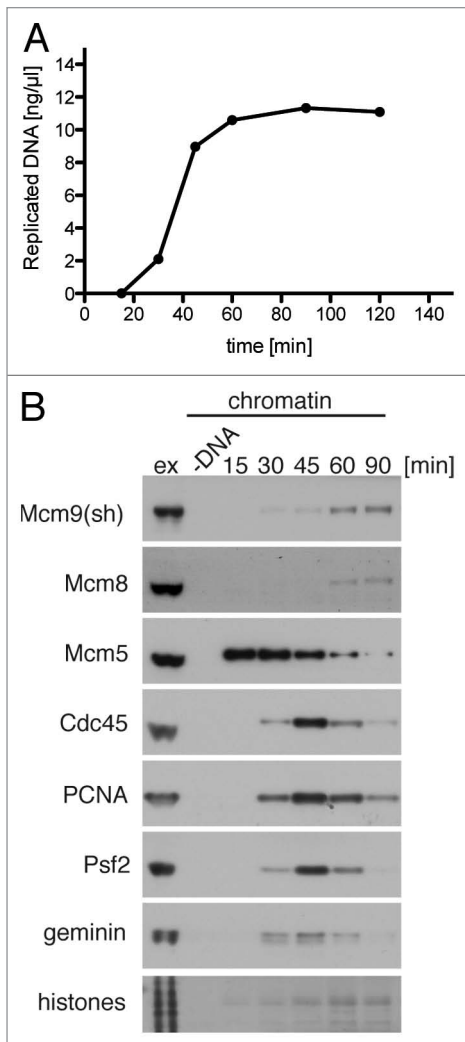 A
Replicated DNA [ng/µl]
14
12
10
8
6
4
2
0
0 20 40 60 80 100 120 140
time [min]
B
chromatin
ex -DNA 15 30 45 60 90 [min]
Mcm9(sh)
Mcm8
Mcm5
Cdc45
PCNA
Psf2
geminin
histones